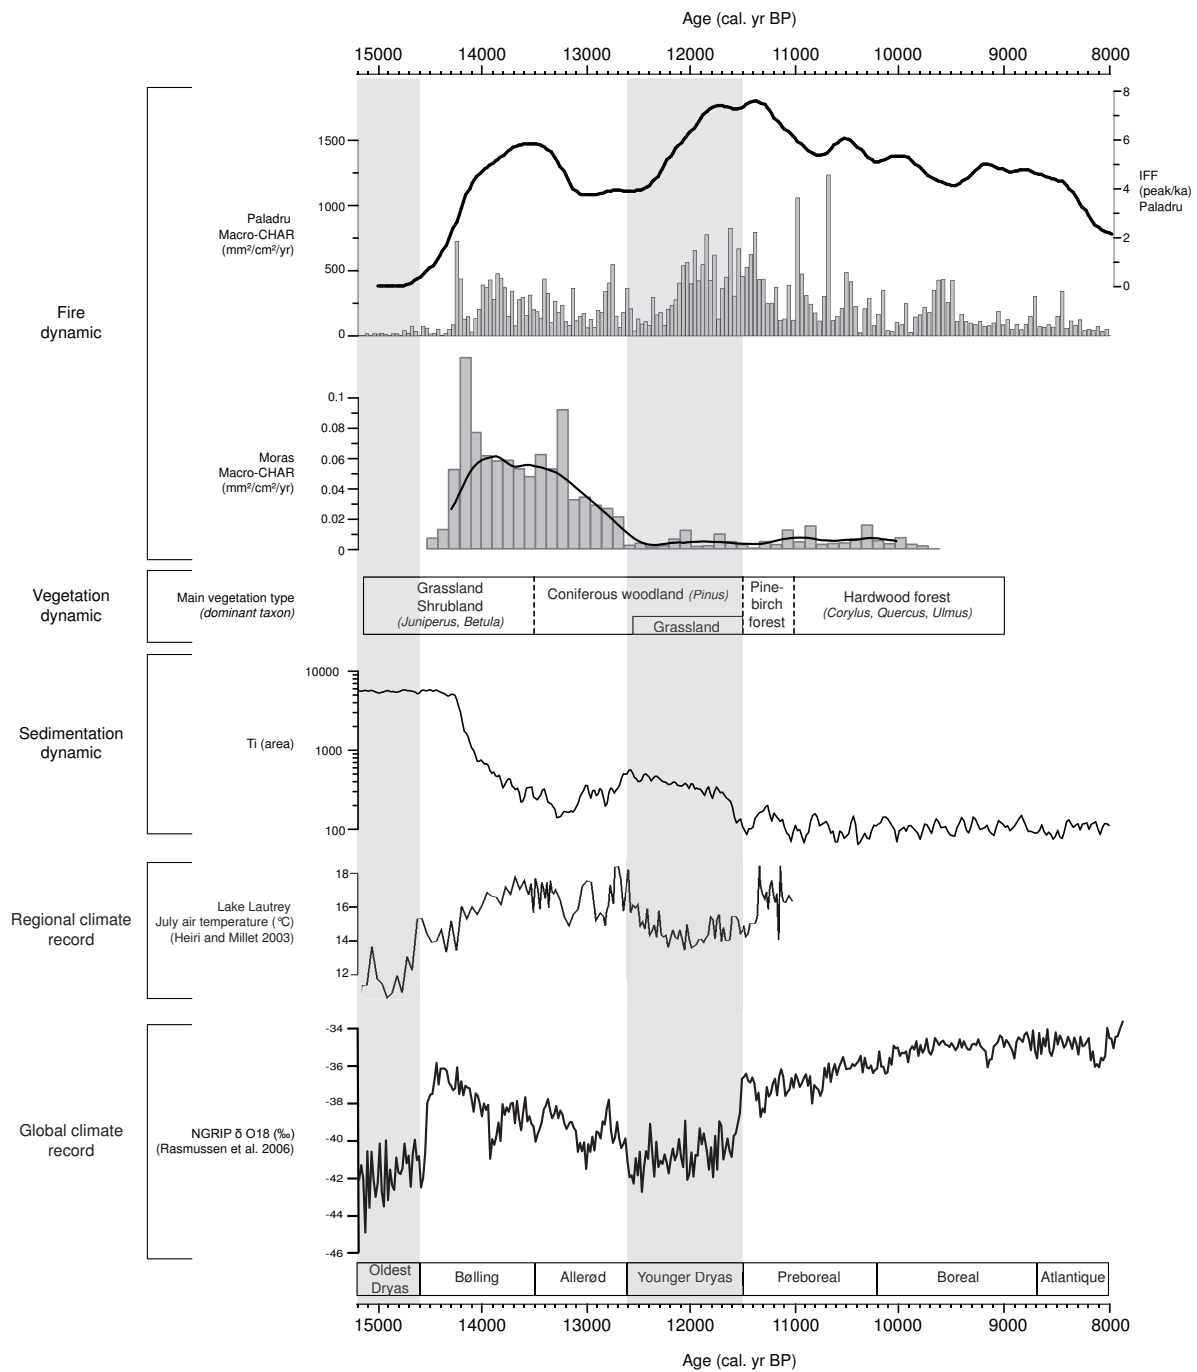 Age (cal. yr BP)
15000 14000 13000 12000 11000 10000 9000 8000
Fire
dynamic
Paladru
Macro-CHAR
(mm²/cm²/yr)
1500
1000
500
0
8
6
4
2
0
IFF
(peak/ka)
Paladru
Moras
Macro-CHAR
(mm²/cm²/yr)
0.1
0.08
0.06
0.04
0.02
0
Vegetation
dynamic
Main vegetation type
(dominant taxon)
Grassland
Shrubland
(Juniperus, Betula)
Coniferous woodland (Pinus)
Grassland
Pine-
birch
forest
Hardwood forest
(Corylus, Quercus, Ulmus)
Sedimentation
dynamic
Ti (area)
10000
1000
100
Regional climate
record
Lake Lautrey
July air temperature (°C)
(Heiri and Millet 2003)
18
16
14
12
Global climate
record
NGRIP δ O18 (‰)
(Rasmussen et al. 2006)
-34
-36
-38
-40
-42
-44
-46
Oldest
Dryas
Bølling
Allerød
Younger Dryas
Preboreal
Boreal
Atlantique
15000 14000 13000 12000 11000 10000 9000 8000
Age (cal. yr BP)